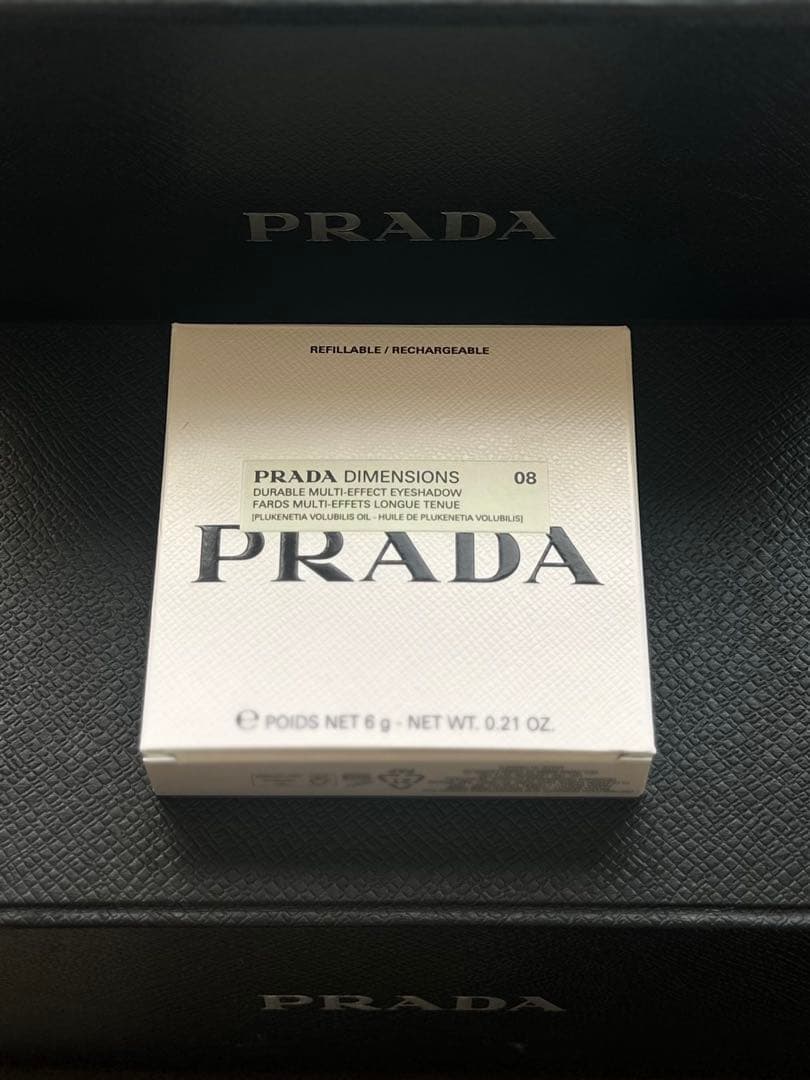 PRADA
REFILLABLE / RECHARGEABLE
PRADA DIMENSIONS 08
DURABLE MULTI-EFFECT EYESHADOW
FARDS MULTI-EFFETS LONGUE TENUE
[PLUKENETIA VOLUBILIS OIL - HUILE DE PLUKENETIA VOLUBILIS]
PRADA
℮ POIDS NET 6 g - NET WT. 0.21 OZ.
PRADA